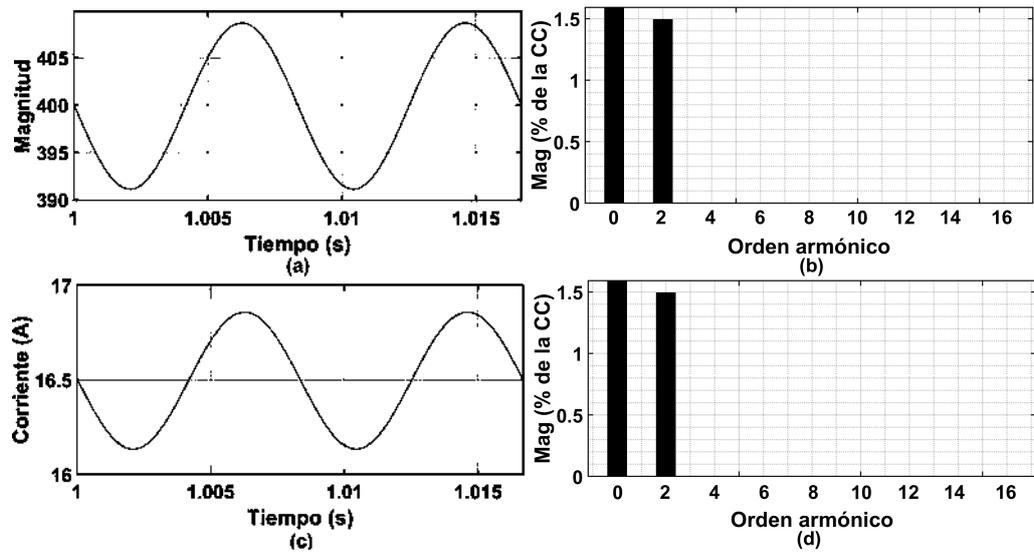 Magnitud
405
400
395
390
1
1.005
1.01
1.015
Tiempo (s)
(a)
Mag (% de la CC)
1.5
1
0.5
0
0 2 4 6 8 10 12 14 16
Orden armónico
(b)
Corriente (A)
17
16.5
16
1
1.005
1.01
1.015
Tiempo (s)
(c)
Mag (% de la CC)
1.5
1
0.5
0
0 2 4 6 8 10 12 14 16
Orden armónico
(d)